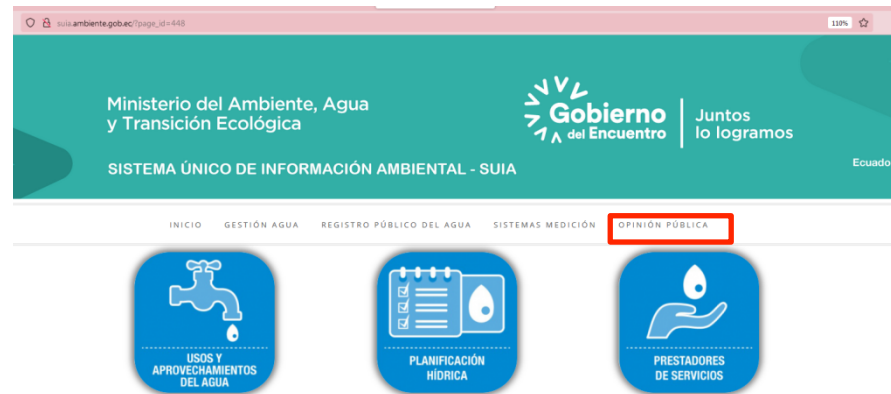 suia.ambiente.gob.ec/?page_id=448
110%
Ministerio del Ambiente, Agua
y Transición Ecológica
Gobierno
del Encuentro
Juntos
lo logramos
SISTEMA ÚNICO DE INFORMACIÓN AMBIENTAL - SUIA
Ecuado
INICIO GESTIÓN AGUA REGISTRO PÚBLICO DEL AGUA SISTEMAS MEDICIÓN OPINIÓN PÚBLICA
USOS Y
APROVECHAMIENTOS
DEL AGUA
PLANIFICACIÓN
HÍDRICA
PRESTADORES
DE SERVICIOS